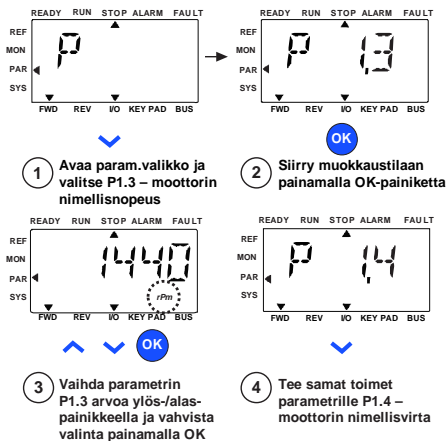 READY RUN STOP ALARM FAULT
REF
MON
PAR
SYS
P
FWD REV I/O KEYPAD BUS
1 Avaa param.valikko ja
valitse P1.3 – moottorin
nimellisnopeus
READY RUN STOP ALARM FAULT
REF
MON
PAR
SYS
P 1,3
FWD REV I/O KEYPAD BUS
OK
2 Siirry muokkaustilaan
painamalla OK-painiketta
READY RUN STOP ALARM FAULT
REF
MON
PAR
SYS
1440
rPm
FWD REV I/O KEYPAD BUS
OK
3 Vaihda parametrin
P1.3 arvoa ylös-/alas-
painikkeella ja vahvista
valinta painamalla OK
READY RUN STOP ALARM FAULT
REF
MON
PAR
SYS
P 1,4
FWD REV I/O KEYPAD BUS
4 Tee samat toimet
parametrille P1.4 –
moottorin nimellisvirta